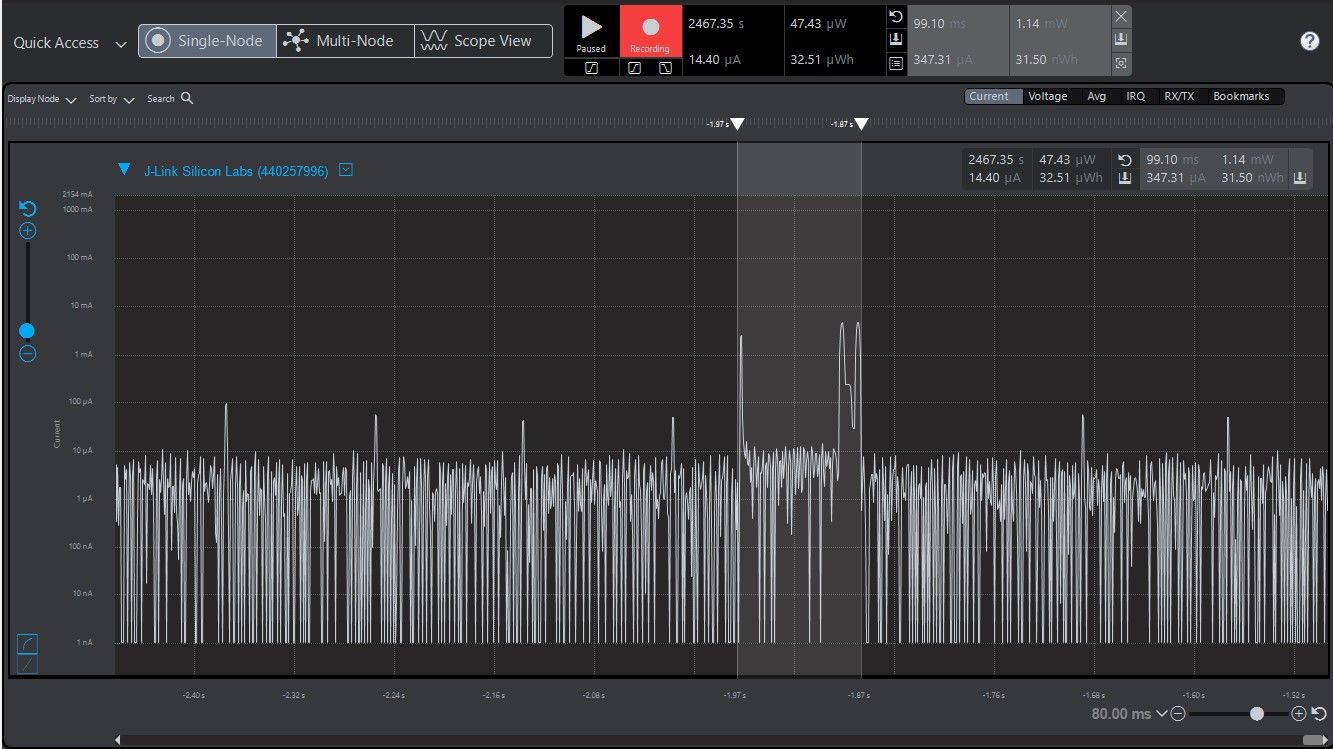 Quick Access
Single-Node
Multi-Node
Scope View
Paused
Recording
2467.35 s 47.43 µW
14.40 µA 32.51 µWh
99.10 ms 1.14 mW
347.31 µA 31.50 nWh
?
Display Node Sort by Search
Current Voltage Avg IRQ RX/TX Bookmarks
-1.97 s -1.87 s
J-Link Silicon Labs (440257996)
2467.35 s 47.43 µW 99.10 ms 1.14 mW
14.40 µA 32.51 µWh 347.31 µA 31.50 nWh
2154 mA
1000 mA
100 mA
10 mA
1 mA
100 µA
Current
10 µA
1 µA
100 nA
10 nA
1 nA
-2.40 s -2.32 s -2.24 s -2.16 s -2.08 s -1.97 s -1.87 s -1.76 s -1.68 s -1.60 s -1.52 s
80.00 ms